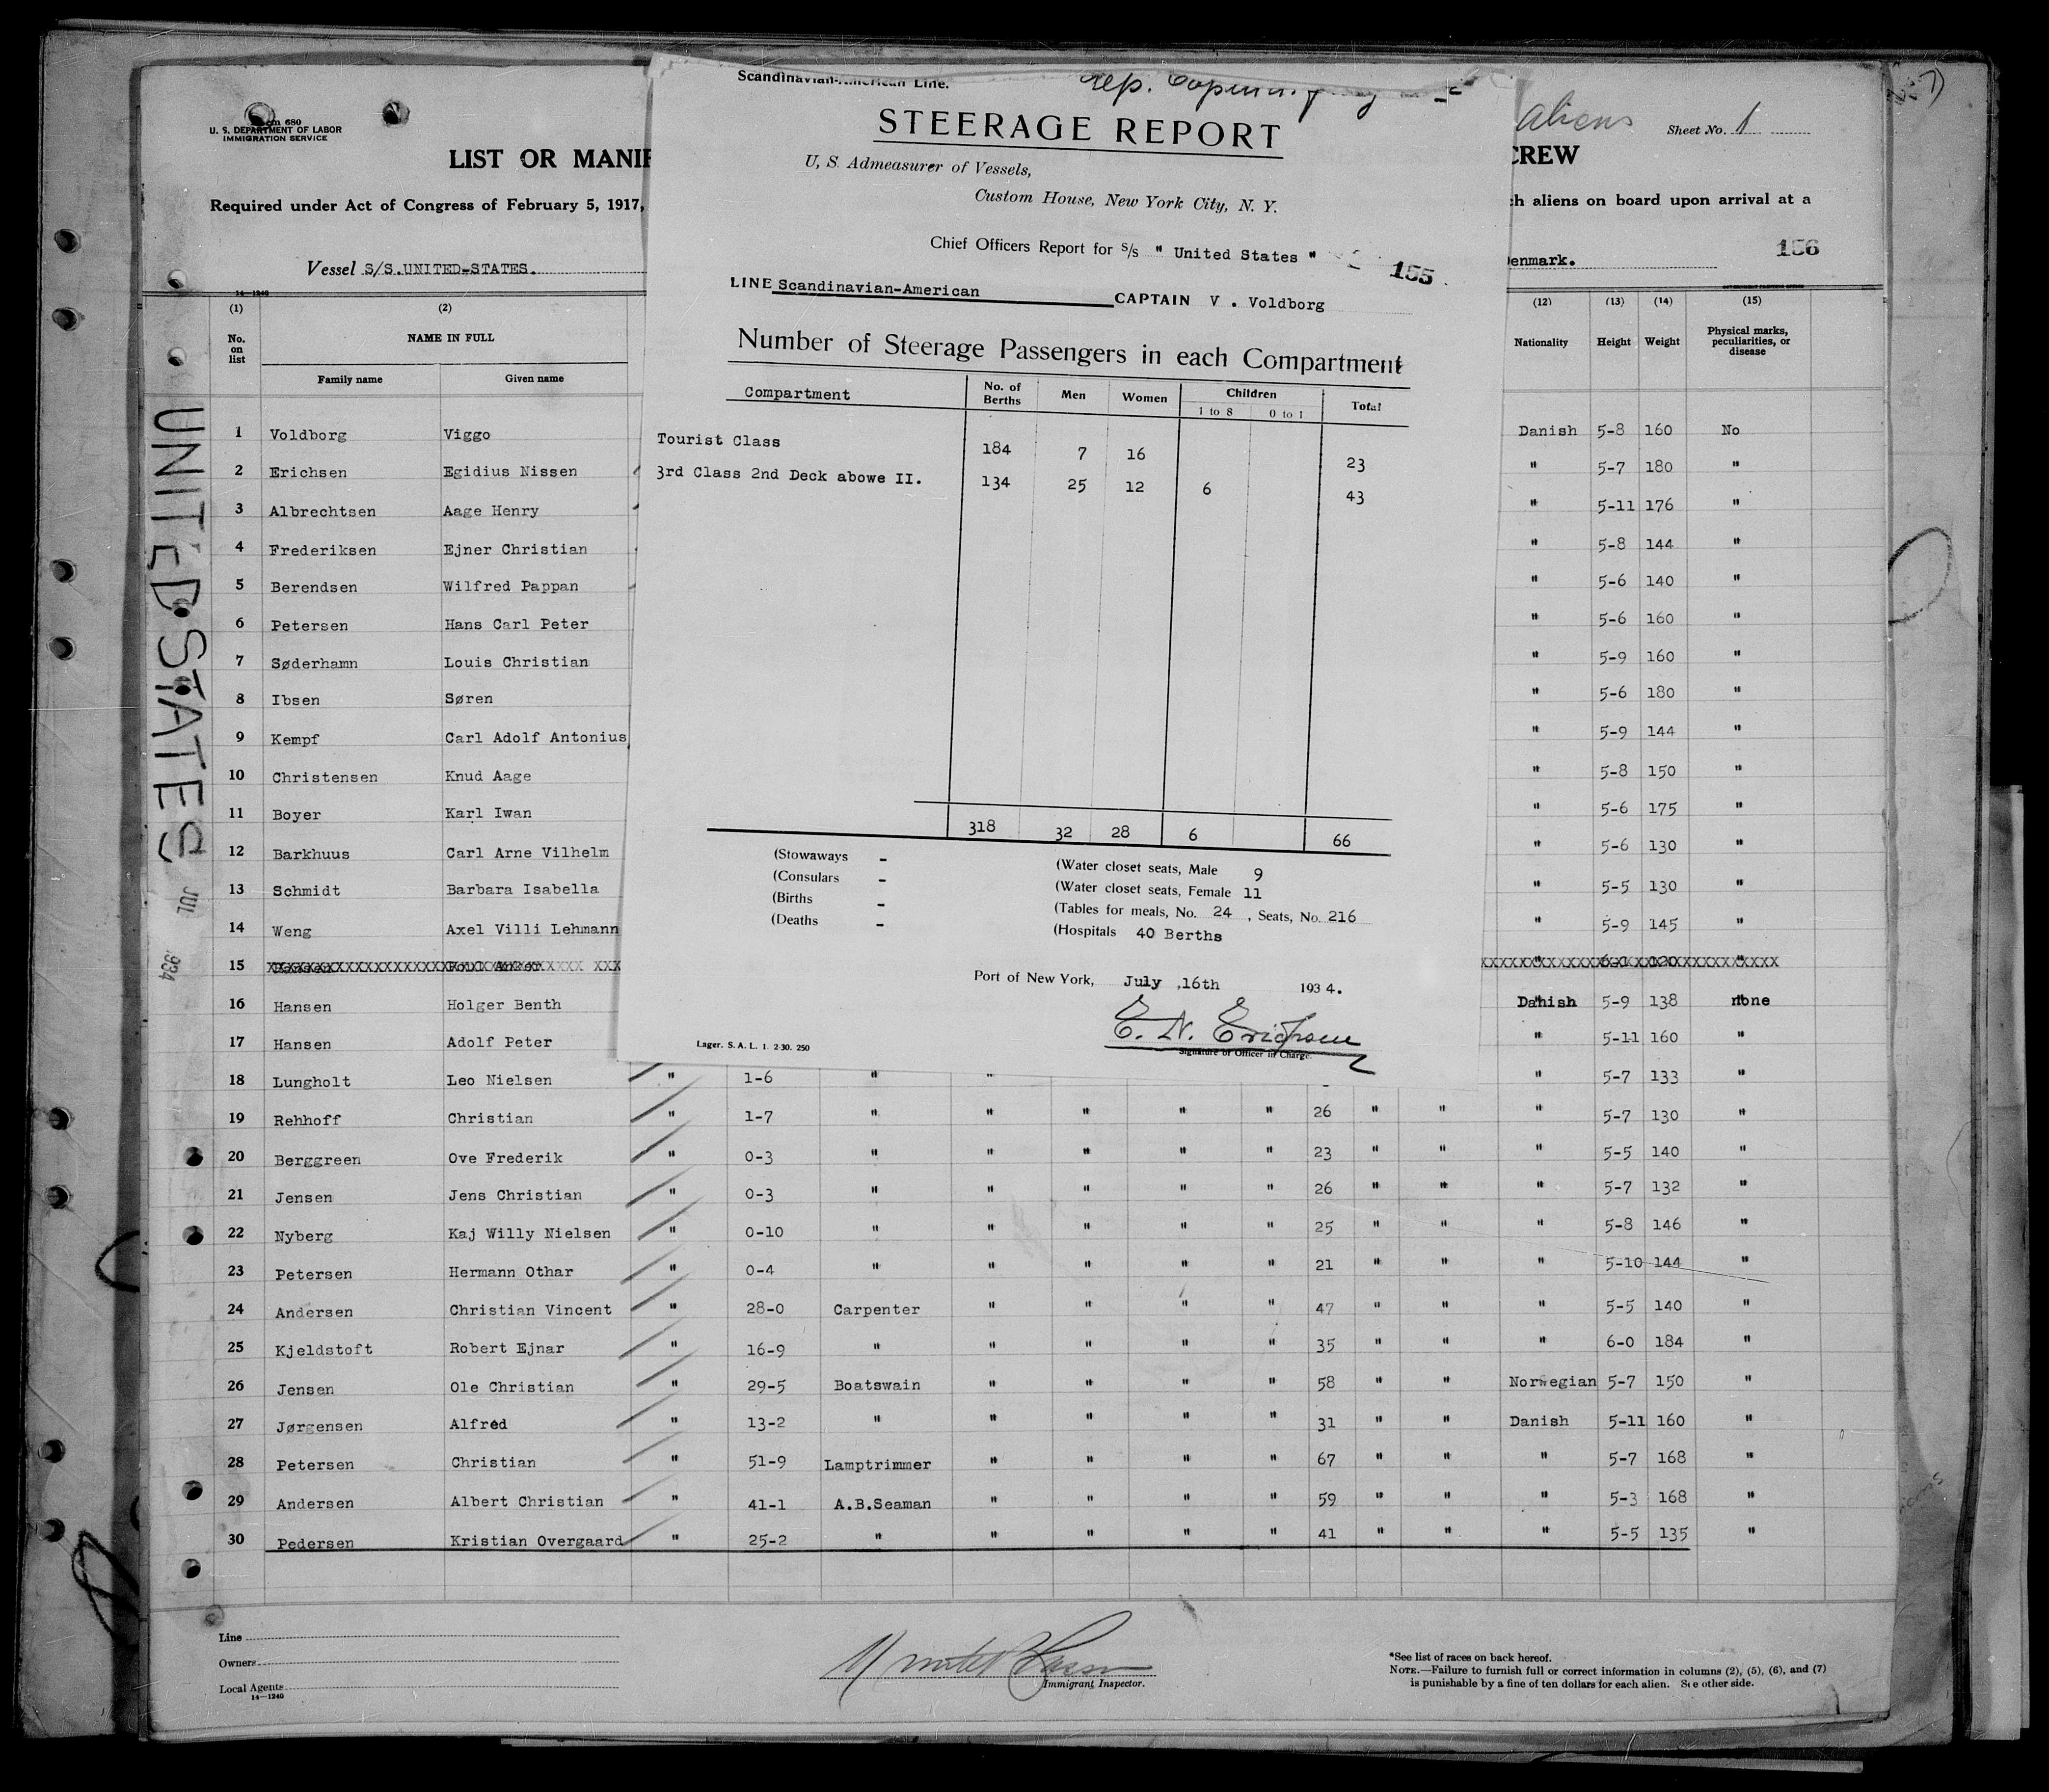 Form 680
U. S. DEPARTMENT OF LABOR
IMMIGRATION SERVICE
aliens
Sheet No. 1
LIST OR MANIF
CREW
Required under Act of Congress of February 5, 1917,
ch aliens on board upon arrival at a
Vessel S/S.UNITED-STATES.
Denmark.
156
14—1240
(1) (2) (12) (13) (14) (15)
No. on list
NAME IN FULL
Family name Given name
Nationality Height Weight Physical marks, peculiarities, or disease
Scandinavian-American Line.
rep.
STEERAGE REPORT
U, S. Admeasurer of Vessels,
Custom House, New York City, N. Y.
Chief Officers Report for S/S " United States "
155
LINE Scandinavian-American CAPTAIN V . Voldborg
Number of Steerage Passengers in each Compartment
Compartment No. of Berths Men Women Children Total
1 to 8 0 to 1
Tourist Class 184 7 16 23
3rd Class 2nd Deck abowe II. 134 25 12 6 43
318 32 28 6 66
(Stowaways -
(Consulars -
(Births -
(Deaths -
(Water closet seats, Male 9
(Water closet seats, Female 11
(Tables for meals, No. 24 , Seats, No. 216
(Hospitals 40 Berths
Port of New York, July ,16th 1934.
E. N. Erichsen
Signature of Officer in Charge.
Lager. S. A. L. 1. 2-30. 250
UNITED STATES
JUL 934
1 Voldborg Viggo Danish 5-8 160 No
2 Erichsen Egidius Nissen " 5-7 180 "
3 Albrechtsen Aage Henry " 5-11 176 "
4 Frederiksen Ejner Christian " 5-8 144 "
5 Berendsen Wilfred Pappan " 5-6 140 "
6 Petersen Hans Carl Peter " 5-6 160 "
7 Søderhamn Louis Christian " 5-9 160 "
8 Ibsen Søren " 5-6 180 "
9 Kempf Carl Adolf Antonius " 5-9 144 "
10 Christensen Knud Aage " 5-8 150 "
11 Boyer Karl Iwan " 5-6 175 "
12 Barkhuus Carl Arne Vilhelm " 5-6 130 "
13 Schmidt Barbara Isabella " 5-5 130 "
14 Weng Axel Villi Lehmann " 5-9 145 "
15
16 Hansen Holger Benth Danish 5-9 138 none
17 Hansen Adolf Peter " 5-11 160 "
18 Lungholt Leo Nielsen " 1-6 " " " 5-7 133 "
19 Rehhoff Christian " 1-7 " " " " " 26 " " " 5-7 130 "
20 Berggreen Ove Frederik " 0-3 " " " " " 23 " " " 5-5 140 "
21 Jensen Jens Christian " 0-3 " " " " " 26 " " " 5-7 132 "
22 Nyberg Kaj Willy Nielsen " 0-10 " " " " " 25 " " " 5-8 146 "
23 Petersen Hermann Othar " 0-4 " " " " " 21 " " " 5-10 144 "
24 Andersen Christian Vincent " 28-0 Carpenter " " " " 47 " " " 5-5 140 "
25 Kjeldstoft Robert Ejnar " 16-9 " " " " " 35 " " " 6-0 184 "
26 Jensen Ole Christian " 29-5 Boatswain " " " " 58 " " Norwegian 5-7 150 "
27 Jørgensen Alfred " 13-2 " " " " " 31 " " Danish 5-11 160 "
28 Petersen Christian " 51-9 Lamptrimmer " " " " 67 " " " 5-7 168 "
29 Andersen Albert Christian " 41-1 A.B.Seaman " " " " 59 " " " 5-3 168 "
30 Pedersen Kristian Overgaard " 25-2 " " " " " 41 " " " 5-5 135 "
Line
Owners
Local Agents
14—1240
Immigrant Inspector.
*See list of races on back hereof.
NOTE.—Failure to furnish full or correct information in columns (2), (5), (6), and (7)
is punishable by a fine of ten dollars for each alien. See other side.